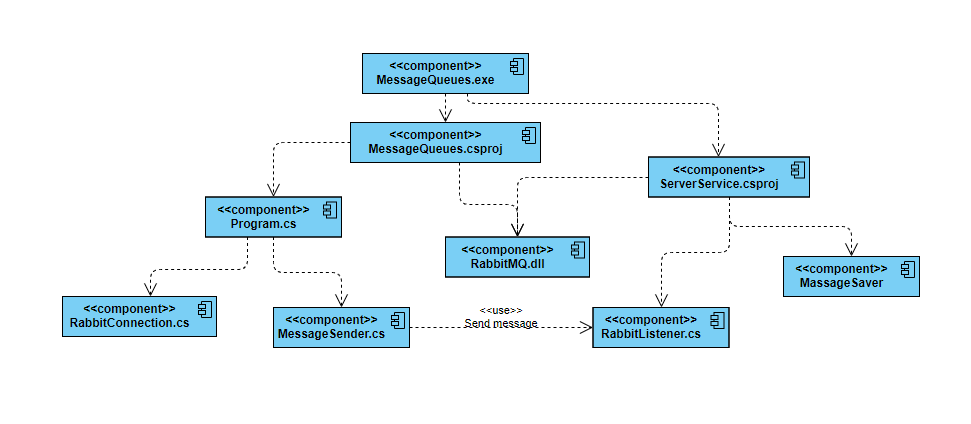 <<component>>
MessageQueues.exe
<<component>>
MessageQueues.csproj
<<component>>
ServerService.csproj
<<component>>
Program.cs
<<component>>
RabbitMQ.dll
<<component>>
MassageSaver
<<component>>
RabbitConnection.cs
<<component>>
MessageSender.cs
<<use>>
Send message
<<component>>
RabbitListener.cs